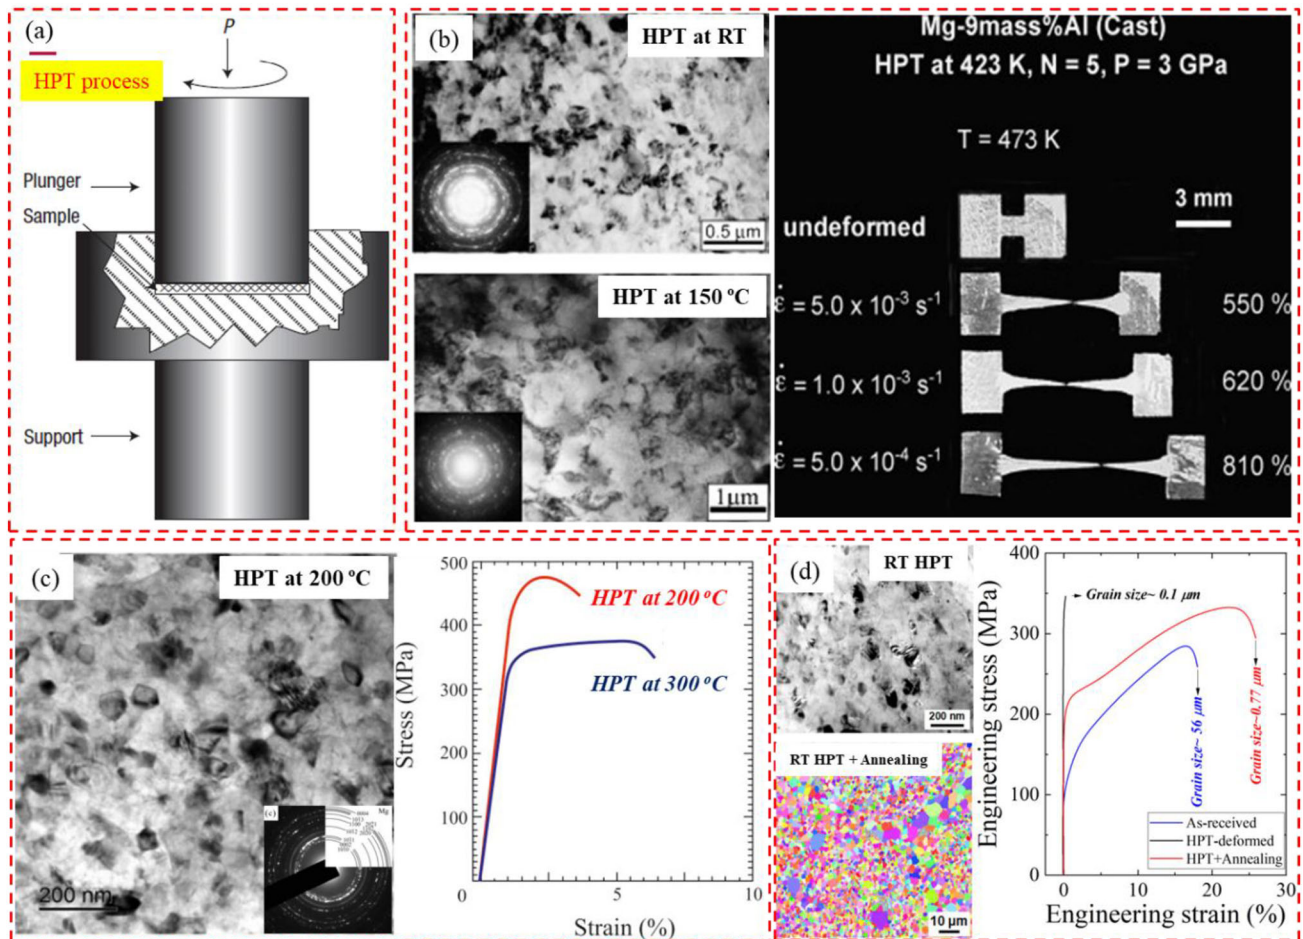 (a)
P
HPT process
Plunger
Sample
Support
(b)
HPT at RT
0.5 μm
HPT at 150 ºC
1μm
Mg-9mass%Al (Cast)
HPT at 423 K, N = 5, P = 3 GPa
T = 473 K
3 mm
undeformed
ε̇ = 5.0 x 10⁻³ s⁻¹
550 %
ε̇ = 1.0 x 10⁻³ s⁻¹
620 %
ε̇ = 5.0 x 10⁻⁴ s⁻¹
810 %
(c)
HPT at 200 ºC
200 nm
Mg
500
400
300
200
100
0
Stress (MPa)
HPT at 200 ºC
HPT at 300 ºC
0
5
10
Strain (%)
(d)
RT HPT
200 nm
RT HPT + Annealing
10 μm
400
300
200
100
0
Engineering stress (MPa)
Grain size~ 0.1 μm
Grain size~ 56 μm
Grain size~0.77 μm
As-received
HPT-deformed
HPT+Annealing
0
10
20
30
Engineering strain (%)